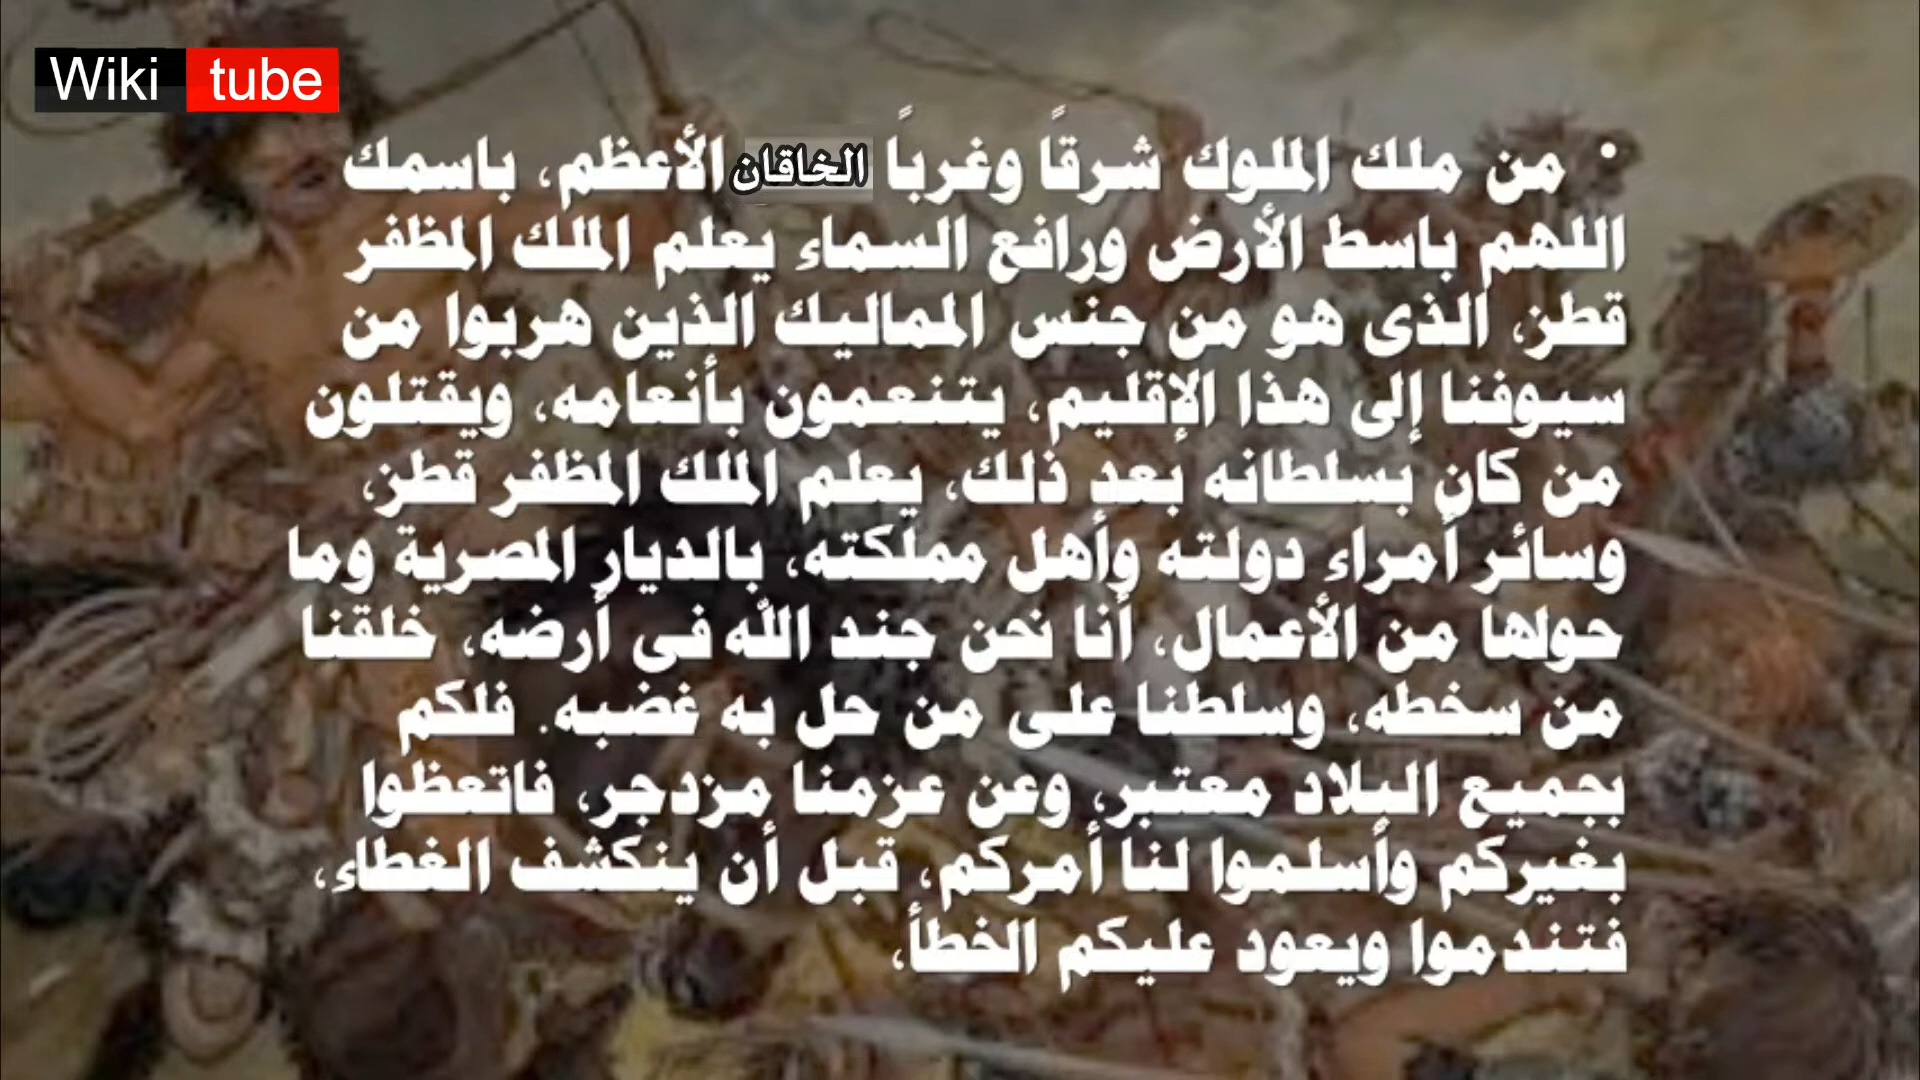 Wiki tube
• من ملك الملوك شرقًا وغرباً الخاقان الأعظم، باسمك
اللهم باسط الأرض ورافع السماء يعلم الملك المظفر
قطز، الذى هو من جنس المماليك الذين هربوا من
سيوفنا إلى هذا الإقليم، يتنعمون بأنعامه، ويقتلون
من كان بسلطانه بعد ذلك، يعلم الملك المظفر قطز،
وسائر أمراء دولته وأهل مملكته، بالديار المصرية وما
حولها من الأعمال، أنا نحن جند الله فى أرضه، خلقنا
من سخطه، وسلطنا على من حل به غضبه. فلكم
بجميع البلاد معتبر، وعن عزمنا مزدجر، فاتعظوا
بغيركم وأسلموا لنا أمركم، قبل أن ينكشف الغطاء،
فتندموا ويعود عليكم الخطأ،